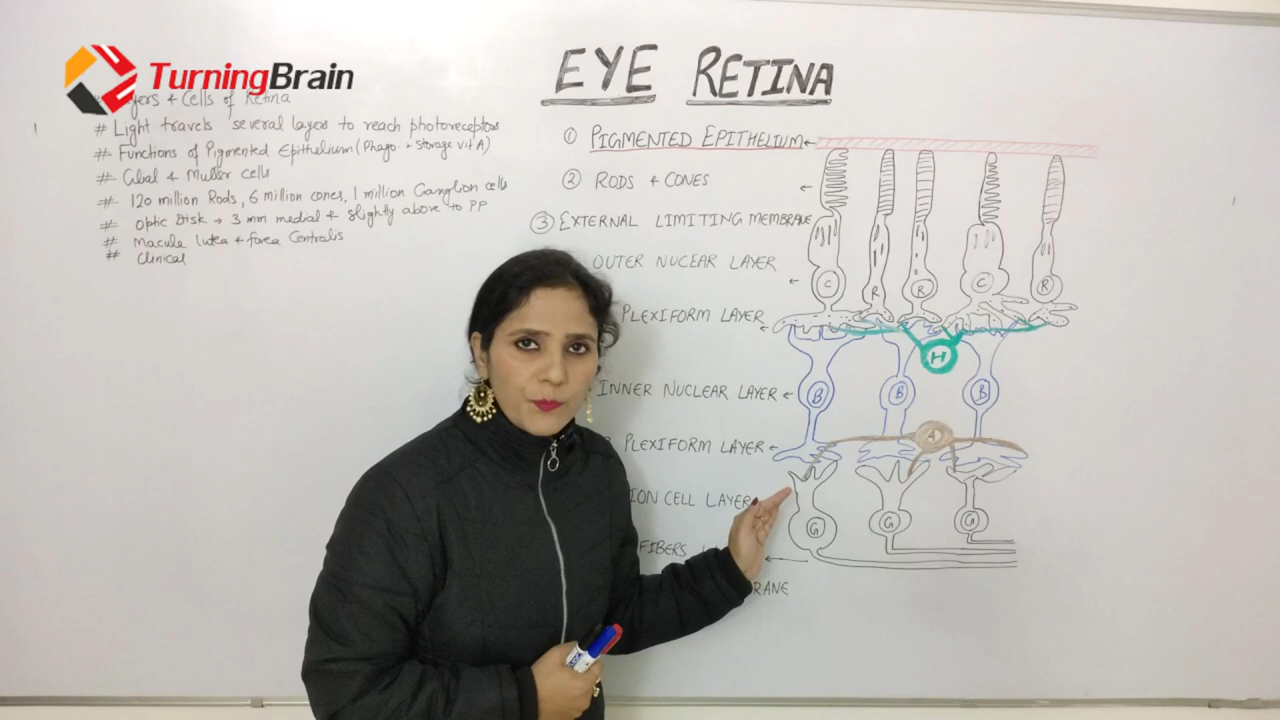 TurningBrain
& Cells of Retina
# Light travels several layers to reach photoreceptors
# Functions of Pigmented Epithelium (Phago. + Storage vit A)
# Cubal & Muller cells
# 120 million Rods, 6 million cones, 1 million Ganglion cells
# Optic Disk → 3 mm medial & slightly above to PP
# Macula lutea & fovea Centralis
# Clinical
EYE RETINA
① PIGMENTED EPITHELIUM
② RODS & CONES
③ EXTERNAL LIMITING MEMBRANE
OUTER NUCEAR LAYER
PLEXIFORM LAYER
INNER NUCLEAR LAYER
PLEXIFORM LAYER
ION CELL LAYER
FIBERS
RANE
C R R C R
H
B B B
A
G G G